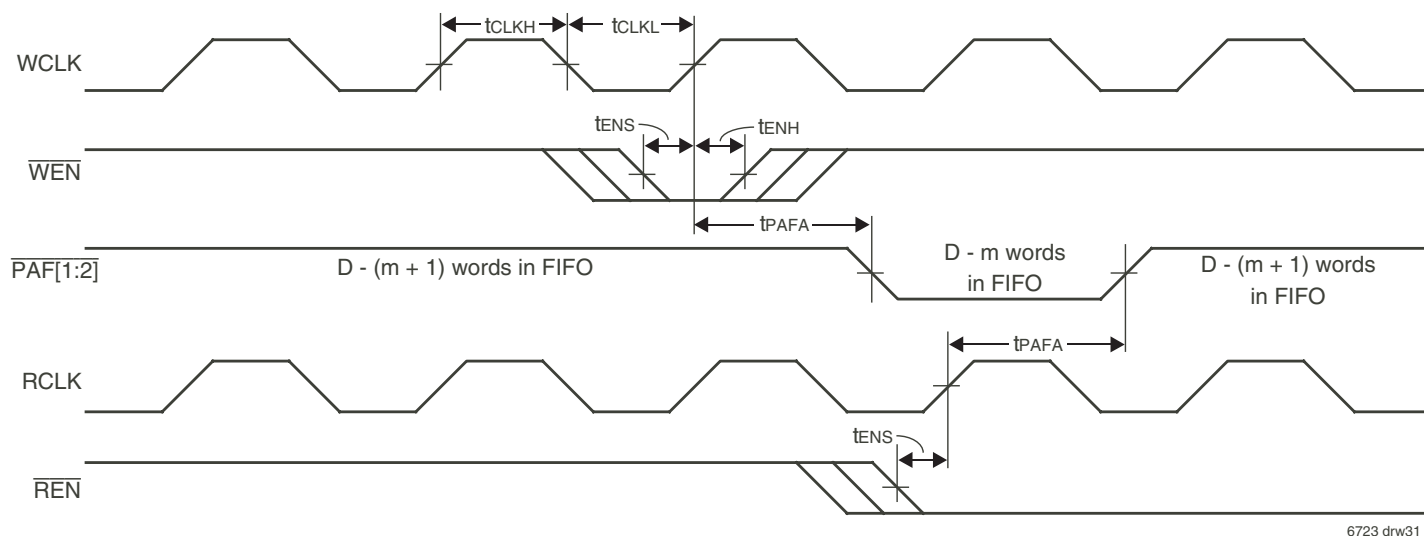 tCLKH
tCLKL
WCLK
tENS
tENH
WEN
tPAFA
PAF[1:2]
D - (m + 1) words in FIFO
D - m words
in FIFO
D - (m + 1) words
in FIFO
tPAFA
RCLK
tENS
REN
6723 drw31